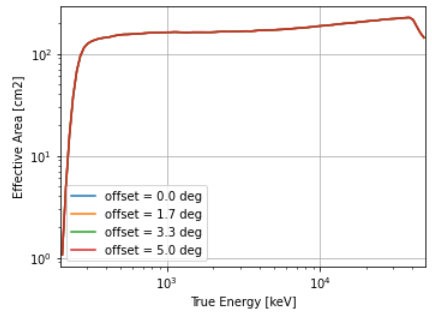 10²
10¹
10⁰
Effective Area [cm2]
offset = 0.0 deg
offset = 1.7 deg
offset = 3.3 deg
offset = 5.0 deg
10³
10⁴
True Energy [keV]